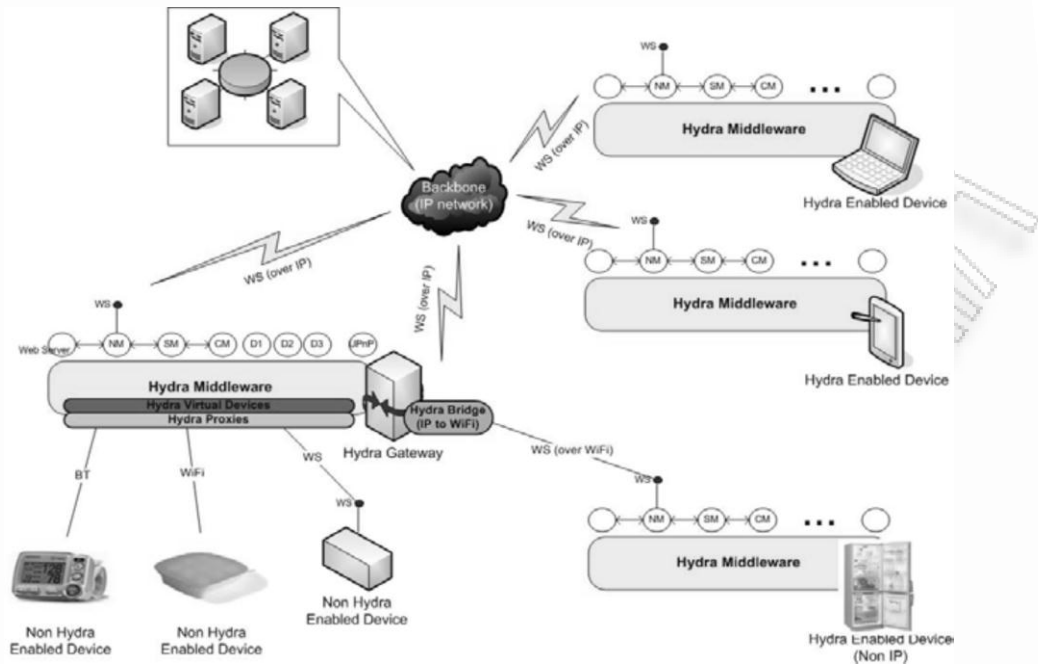 WS
NM
SM
CM
...
Hydra Middleware
Hydra Enabled Device
WS (over IP)
Backbone
(IP network)
WS (over IP)
WS
NM
SM
CM
...
Hydra Middleware
Hydra Enabled Device
WS (over IP)
WS (over IP)
WS
Web Server
NM
SM
CM
D1
D2
D3
UPnP
Hydra Middleware
Hydra Virtual Devices
Hydra Proxies
Hydra Bridge
(IP to WiFi)
Hydra Gateway
BT
WiFi
WS
WS
WS (over WiFi)
WS
NM
SM
CM
...
Hydra Middleware
Hydra Enabled Device
(Non IP)
Non Hydra
Enabled Device
Non Hydra
Enabled Device
Non Hydra
Enabled Device